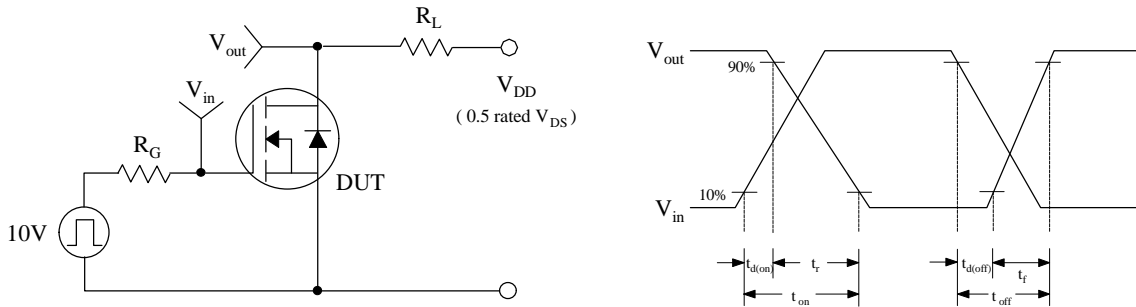 R_L
V_out
V_in
V_DD
( 0.5 rated V_DS )
R_G
DUT
10V
V_out
90%
10%
V_in
t_d(on)
t_r
t_d(off)
t_f
t_on
t_off